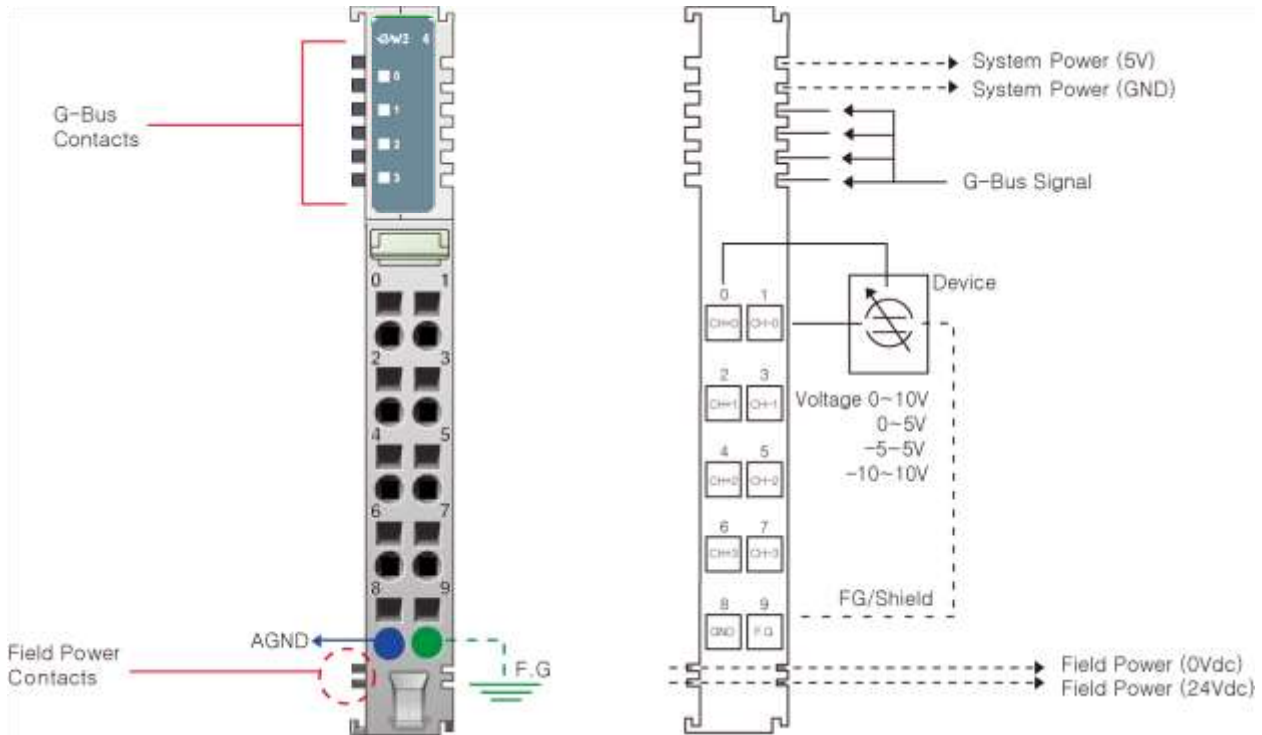 4
0
1
2
3
G-Bus
Contacts
0 1
2 3
4 5
6 7
8 9
AGND
F.G
Field Power
Contacts
System Power (5V)
System Power (GND)
G-Bus Signal
Device
0 1
CH+0 CH-0
2 3
CH+1 CH-1
Voltage 0~10V
0~5V
-5~5V
-10~10V
4 5
CH+2 CH-2
6 7
CH+3 CH-3
FG/Shield
8 9
GND F.G
Field Power (0Vdc)
Field Power (24Vdc)